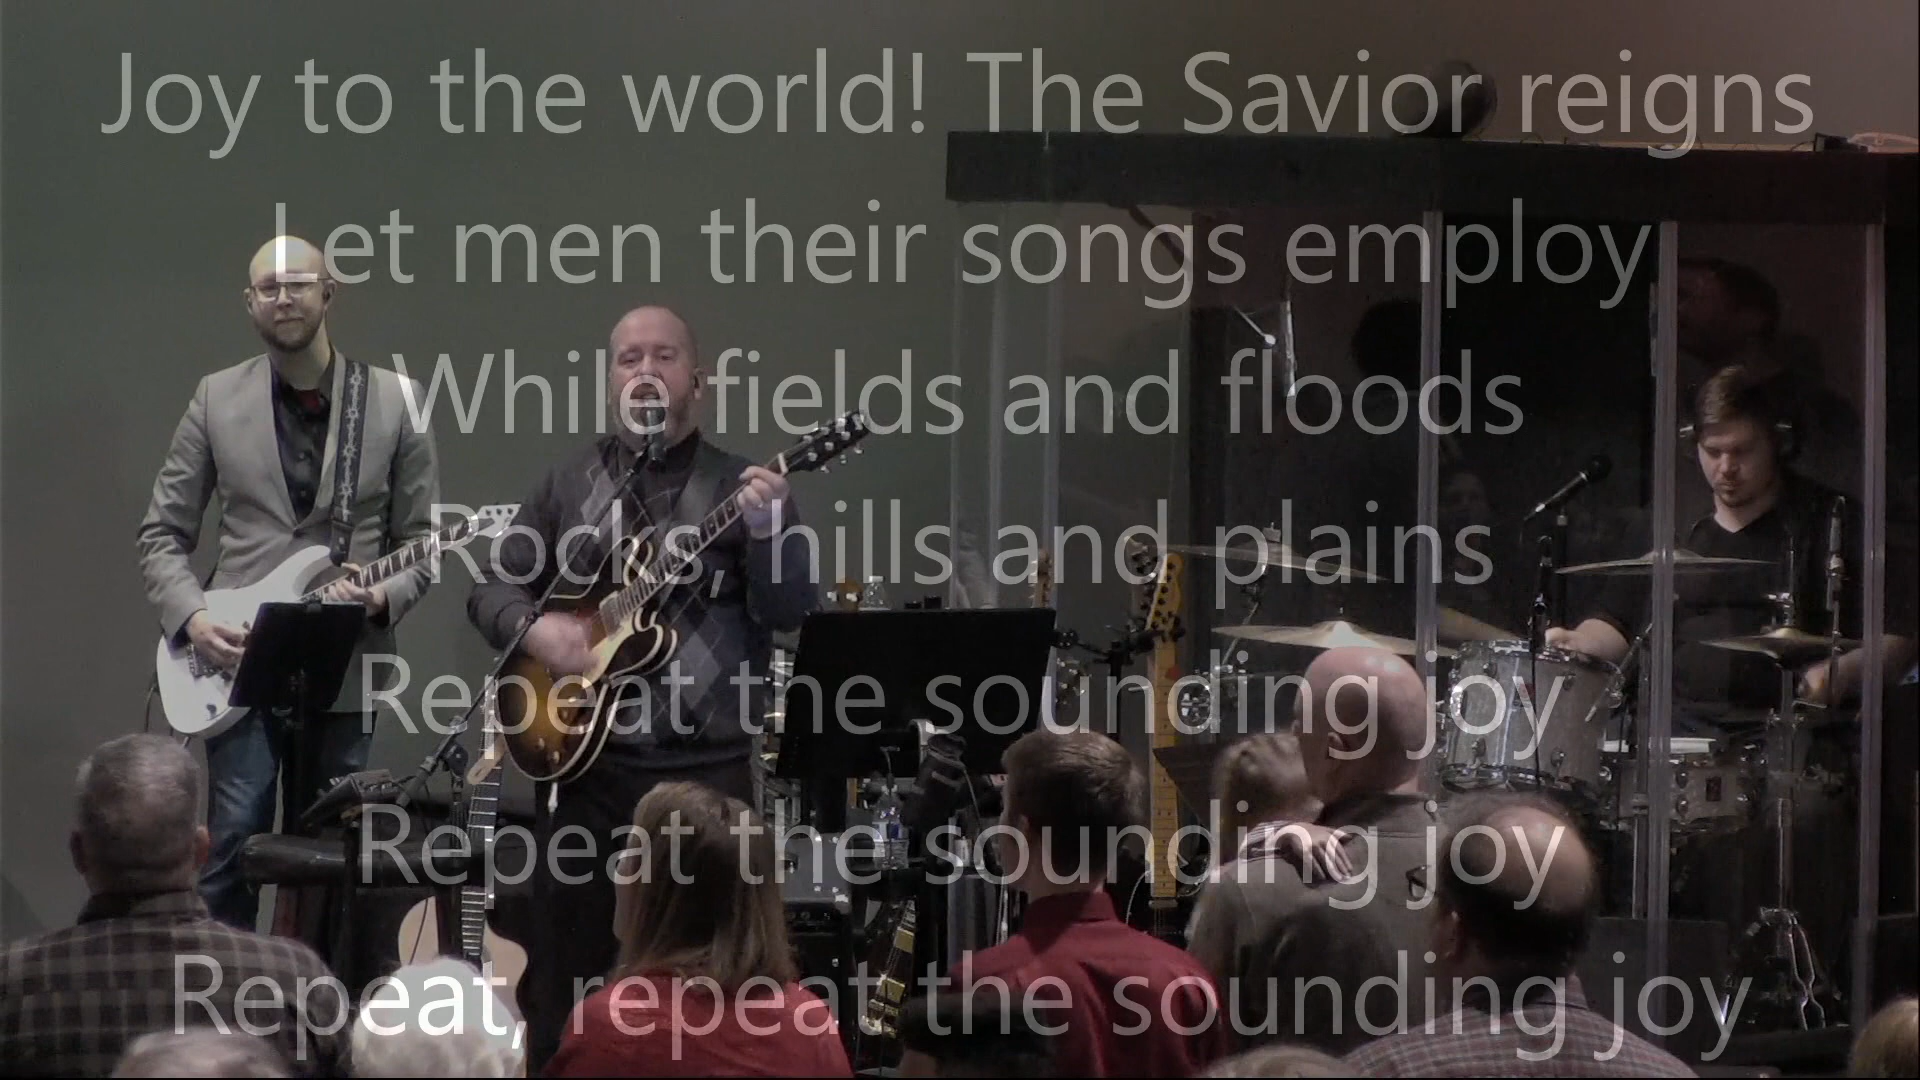 Joy to the world! The Savior reigns
Let men their songs employ
While fields and floods
Rocks, hills and plains
Repeat the sounding joy
Repeat the sounding joy
Repeat, repeat the sounding joy